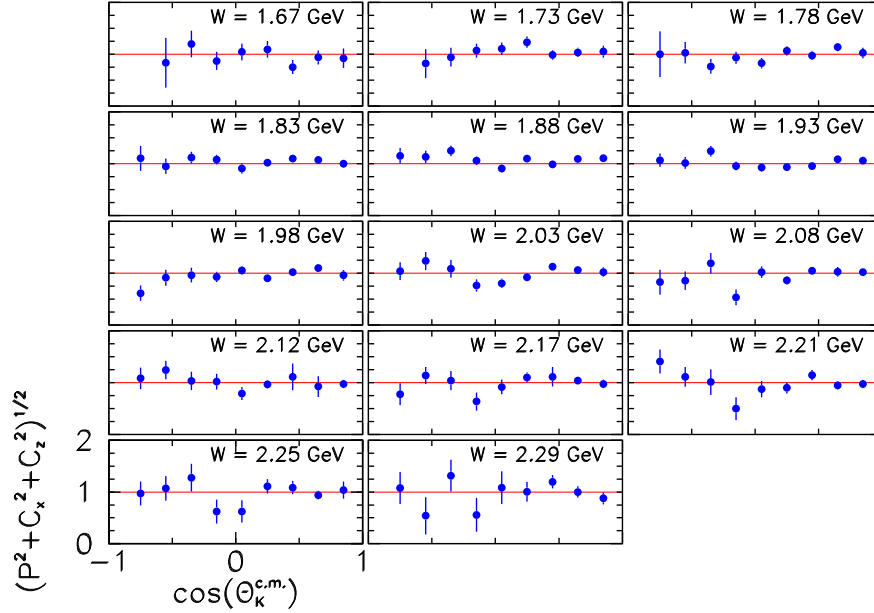 W = 1.67 GeV
W = 1.73 GeV
W = 1.78 GeV
W = 1.83 GeV
W = 1.88 GeV
W = 1.93 GeV
W = 1.98 GeV
W = 2.03 GeV
W = 2.08 GeV
W = 2.12 GeV
W = 2.17 GeV
W = 2.21 GeV
W = 2.25 GeV
W = 2.29 GeV
(P²+Cₓ²+C_z²)^1/2
2
1
0
−1 0 1
cos(Θ_K^c.m.)